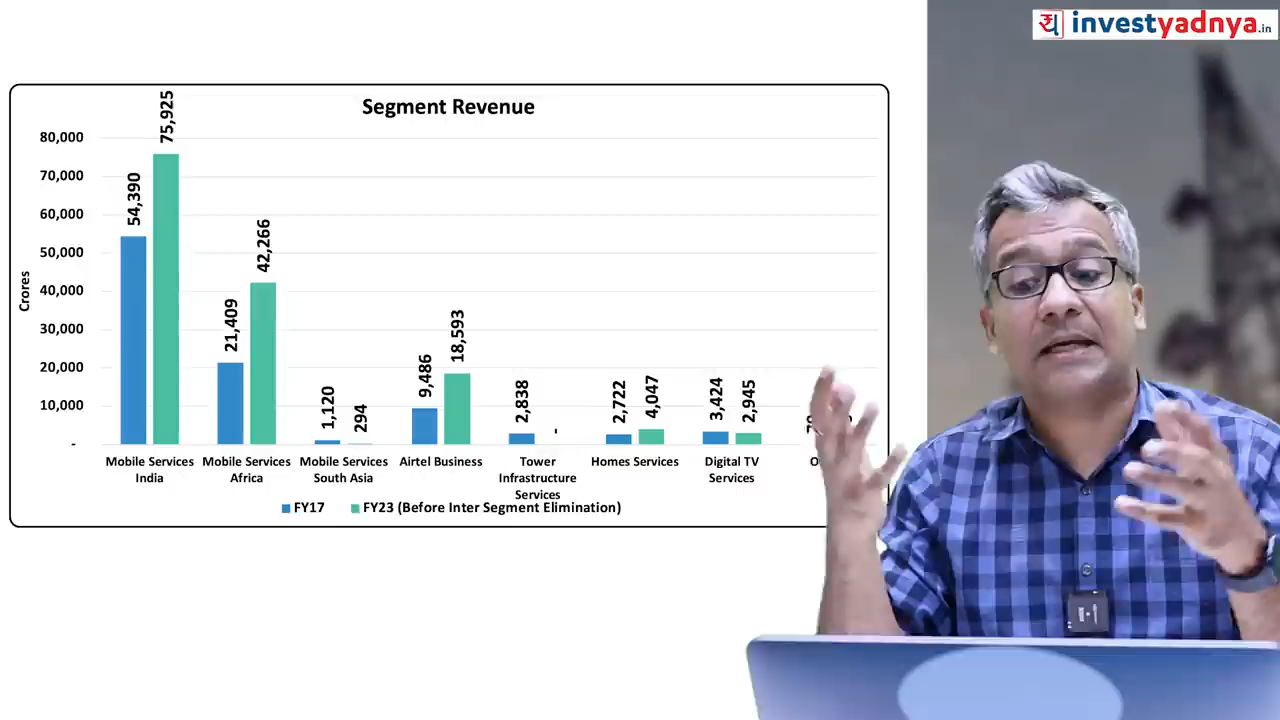 य investyadnya.in
Segment Revenue
80,000
70,000
60,000
50,000
40,000
30,000
20,000
10,000
-
Crores
54,390
75,925
21,409
42,266
1,120
294
9,486
18,593
2,838
-
2,722
4,047
3,424
2,945
Mobile Services India
Mobile Services Africa
Mobile Services South Asia
Airtel Business
Tower Infrastructure Services
Homes Services
Digital TV Services
FY17
FY23 (Before Inter Segment Elimination)